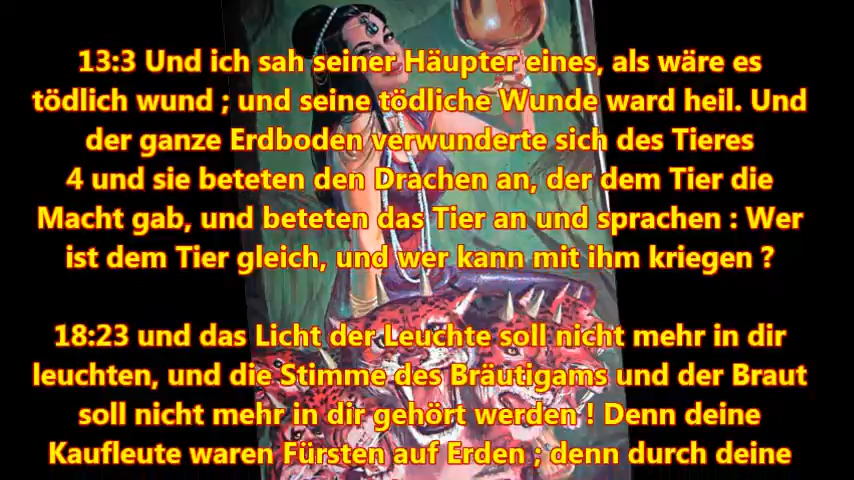 13:3 Und ich sah seiner Häupter eines, als wäre es
tödlich wund ; und seine tödliche Wunde ward heil. Und
der ganze Erdboden verwunderte sich des Tieres
4 und sie beteten den Drachen an, der dem Tier die
Macht gab, und beteten das Tier an und sprachen : Wer
ist dem Tier gleich, und wer kann mit ihm kriegen ?
18:23 und das Licht der Leuchte soll nicht mehr in dir
leuchten, und die Stimme des Bräutigams und der Braut
soll nicht mehr in dir gehört werden ! Denn deine
Kaufleute waren Fürsten auf Erden ; denn durch deine